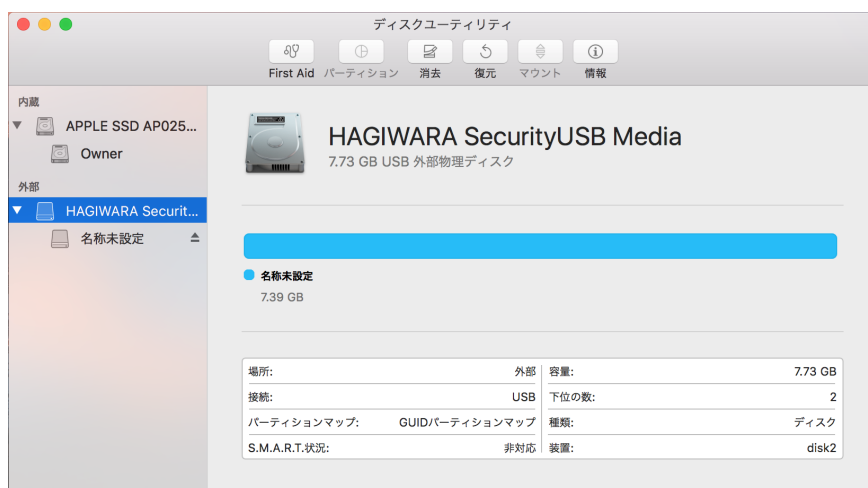 ディスクユーティリティ
First Aid パーティション 消去 復元 マウント 情報
内蔵
APPLE SSD AP025...
Owner
外部
HAGIWARA Securit...
名称未設定
HAGIWARA SecurityUSB Media
7.73 GB USB 外部物理ディスク
名称未設定
7.39 GB
場所: 外部 容量: 7.73 GB
接続: USB 下位の数: 2
パーティションマップ: GUIDパーティションマップ 種類: ディスク
S.M.A.R.T.状況: 非対応 装置: disk2